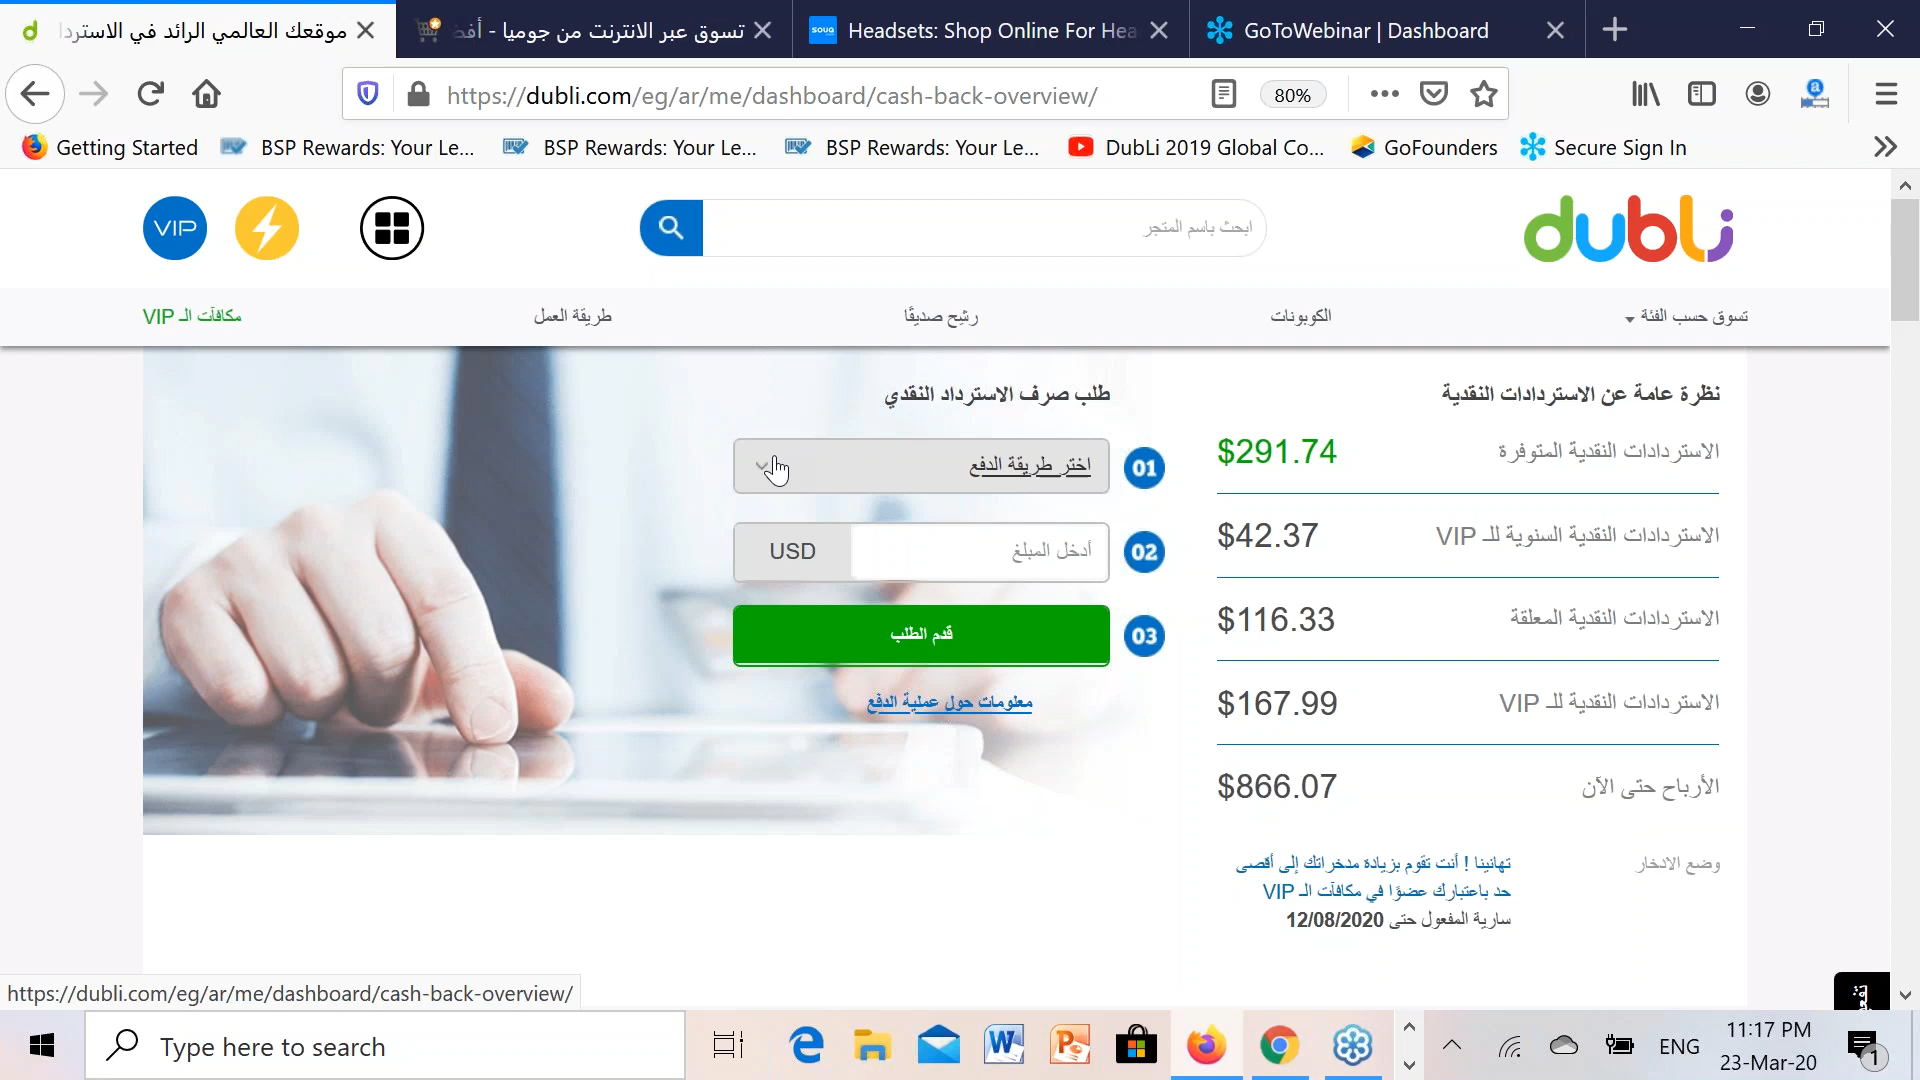 موقعك العالمي الرائد في الاسترد
تسوق عبر الانترنت من جوميا - أفض
souq
Headsets: Shop Online For Hea
GoToWebinar | Dashboard
https://dubli.com/eg/ar/me/dashboard/cash-back-overview/
80%
Getting Started
BSP Rewards: Your Le...
BSP Rewards: Your Le...
BSP Rewards: Your Le...
DubLi 2019 Global Co...
GoFounders
Secure Sign In
dubli
ابحث باسم المتجر
VIP
تسوق حسب الفئة
الكوبونات
رشِح صديقًا
طريقة العمل
مكافآت الـ VIP
نظرة عامة عن الاستردادات النقدية
الاستردادات النقدية المتوفرة
$291.74
الاستردادات النقدية السنوية للـ VIP
$42.37
الاستردادات النقدية المعلقة
$116.33
الاستردادات النقدية للـ VIP
$167.99
الأرباح حتى الآن
$866.07
وضع الادخار
تهانينا ! أنت تقوم بزيادة مدخراتك إلى أقصى
حد باعتبارك عضوًا في مكافآت الـ VIP
سارية المفعول حتى 12/08/2020
طلب صرف الاسترداد النقدي
01
اختر طريقة الدفع
02
أدخل المبلغ
USD
03
قدم الطلب
معلومات حول عملية الدفع
https://dubli.com/eg/ar/me/dashboard/cash-back-overview/
Type here to search
ENG
11:17 PM
23-Mar-20
1